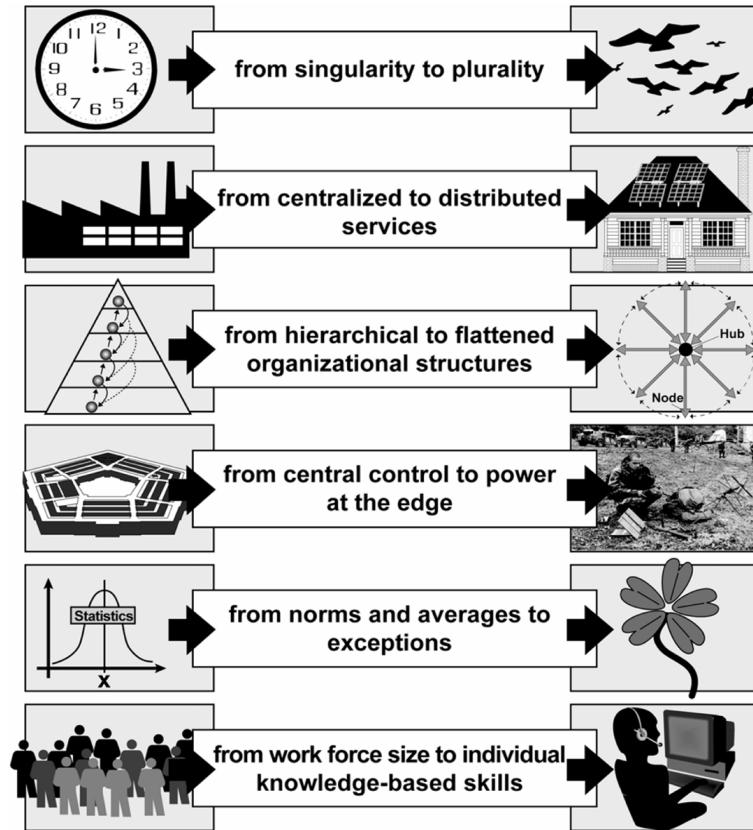 11 12 1
10 2
9 3
8 4
7 6 5
from singularity to plurality
from centralized to distributed
services
from hierarchical to flattened
organizational structures
Hub
Node
from central control to power
at the edge
Statistics
X
from norms and averages to
exceptions
from work force size to individual
knowledge-based skills